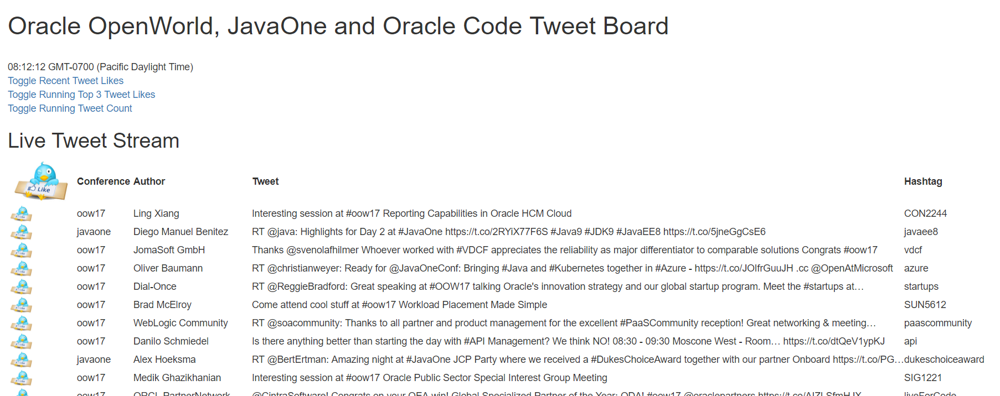 Oracle OpenWorld, JavaOne and Oracle Code Tweet Board
08:12:12 GMT-0700 (Pacific Daylight Time)
Toggle Recent Tweet Likes
Toggle Running Top 3 Tweet Likes
Toggle Running Tweet Count
Live Tweet Stream
Like Conference Author Tweet Hashtag
oow17 Ling Xiang Interesting session at #oow17 Reporting Capabilities in Oracle HCM Cloud CON2244
javaone Diego Manuel Benitez RT @java: Highlights for Day 2 at #JavaOne https://t.co/2RYiX77F6S #Java9 #JDK9 #JavaEE8 https://t.co/5jneGgCsE6 javaee8
oow17 JomaSoft GmbH Thanks @svenolafhilmer Whoever worked with #VDCF appreciates the reliability as major differentiator to comparable solutions Congrats #oow17 vdcf
oow17 Oliver Baumann RT @christianweyer: Ready for @JavaOneConf: Bringing #Java and #Kubernetes together in #Azure - https://t.co/JOIfrGuuJH .cc @OpenAtMicrosoft azure
oow17 Dial-Once RT @ReggieBradford: Great speaking at #OOW17 talking Oracle's innovation strategy and our global startup program. Meet the #startups at… startups
oow17 Brad McElroy Come attend cool stuff at #oow17 Workload Placement Made Simple SUN5612
oow17 WebLogic Community RT @soacommunity: Thanks to all partner and product management for the excellent #PaaSCommunity reception! Great networking & meeting… paascommunity
oow17 Danilo Schmiedel Is there anything better than starting the day with #API Management? We think NO! 08:30 - 09:30 Moscone West - Room… https://t.co/dtQeV1ypKJ api
javaone Alex Hoeksma RT @BertErtman: Amazing night at #JavaOne JCP Party where we received a #DukesChoiceAward together with our partner Onboard https://t.co/PG… dukeschoiceaward
oow17 Medik Ghazikhanian Interesting session at #oow17 Oracle Public Sector Special Interest Group Meeting SIG1221
oow17 ORCL PartnerNetwork @CintraSoftware! Congrats on your OEA win! Global Specialized Partner of the Year: ODA! #oow17 @oraclepartners liveForCode